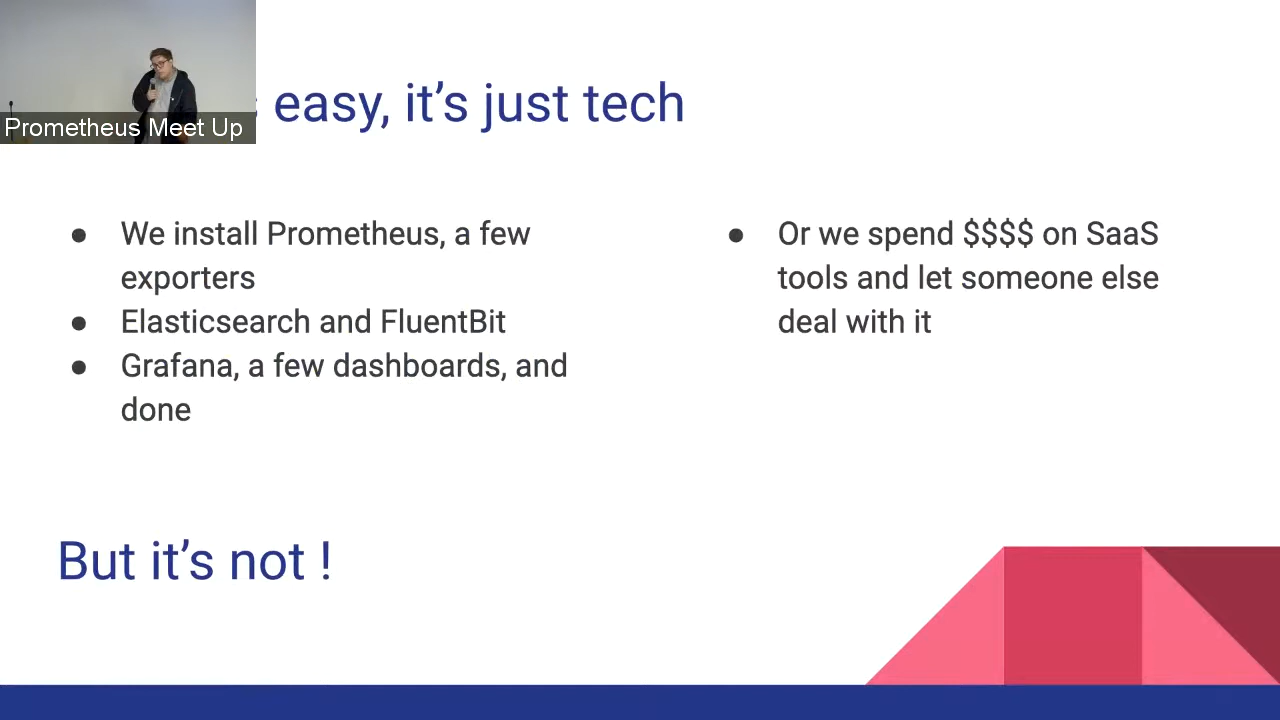 easy, it's just tech
Prometheus Meet Up
● We install Prometheus, a few
exporters
● Elasticsearch and FluentBit
● Grafana, a few dashboards, and
done
● Or we spend $$$$ on SaaS
tools and let someone else
deal with it
But it's not !